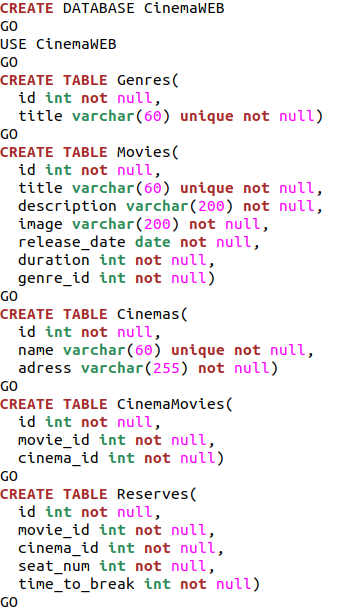 CREATE DATABASE CinemaWEB
GO
USE CinemaWEB
GO
CREATE TABLE Genres(
  id int not null,
  title varchar(60) unique not null)
GO
CREATE TABLE Movies(
  id int not null,
  title varchar(60) unique not null,
  description varchar(200) not null,
  image varchar(200) not null,
  release_date date not null,
  duration int not null,
  genre_id int not null)
GO
CREATE TABLE Cinemas(
  id int not null,
  name varchar(60) unique not null,
  adress varchar(255) not null)
GO
CREATE TABLE CinemaMovies(
  id int not null,
  movie_id int not null,
  cinema_id int not null)
GO
CREATE TABLE Reserves(
  id int not null,
  movie_id int not null,
  cinema_id int not null,
  seat_num int not null,
  time_to_break int not null)
GO